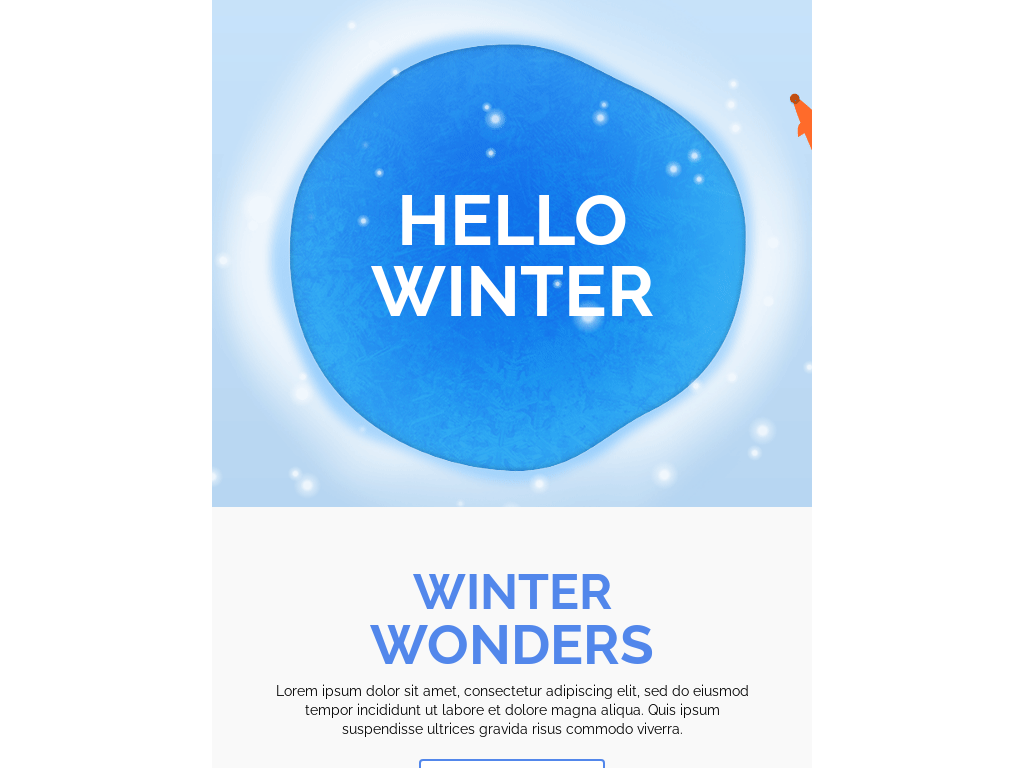 HELLO
WINTER
WINTER
WONDERS
Lorem ipsum dolor sit amet, consectetur adipiscing elit, sed do eiusmod
tempor incididunt ut labore et dolore magna aliqua. Quis ipsum
suspendisse ultrices gravida risus commodo viverra.